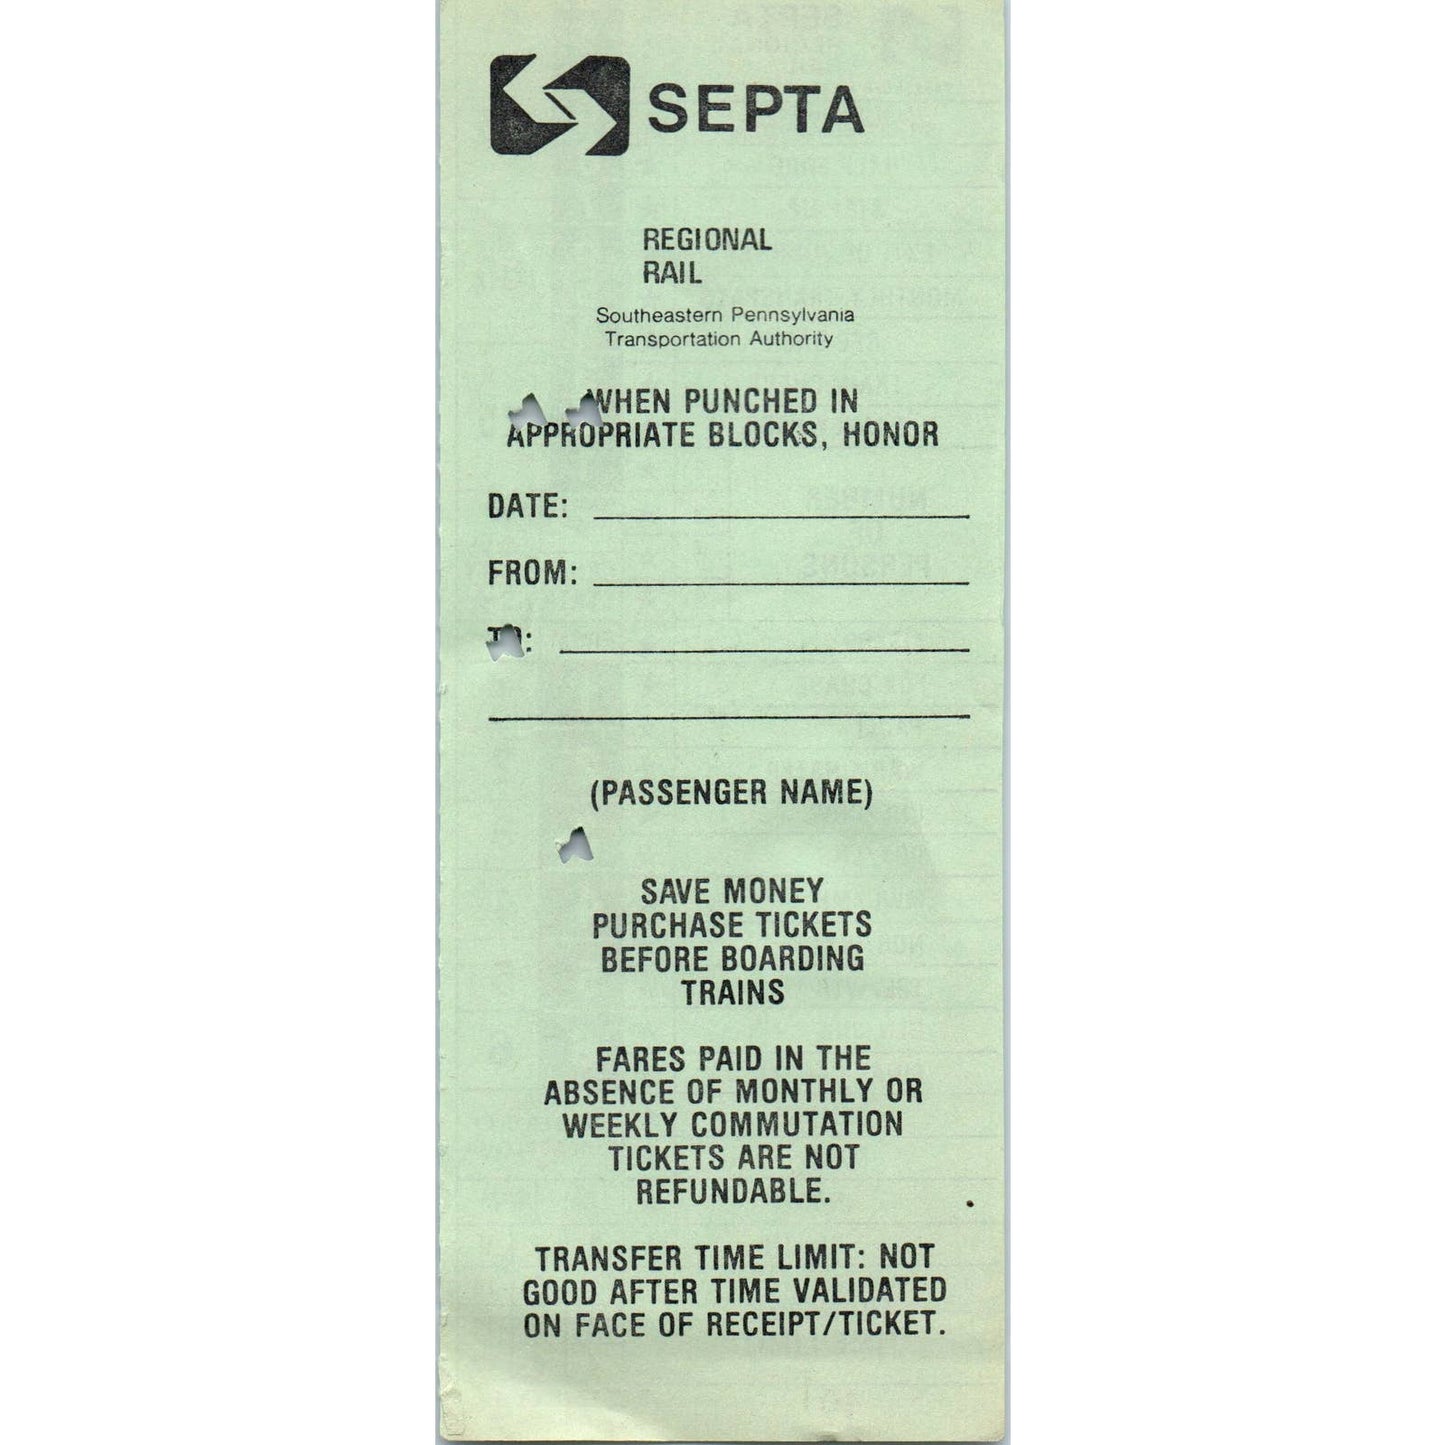 SEPTA
REGIONAL
RAIL
Southeastern Pennsylvania
Transportation Authority
WHEN PUNCHED IN
APPROPRIATE BLOCKS, HONOR
DATE:
FROM:
TO:
(PASSENGER NAME)
SAVE MONEY
PURCHASE TICKETS
BEFORE BOARDING
TRAINS
FARES PAID IN THE
ABSENCE OF MONTHLY OR
WEEKLY COMMUTATION
TICKETS ARE NOT
REFUNDABLE.
TRANSFER TIME LIMIT: NOT
GOOD AFTER TIME VALIDATED
ON FACE OF RECEIPT/TICKET.